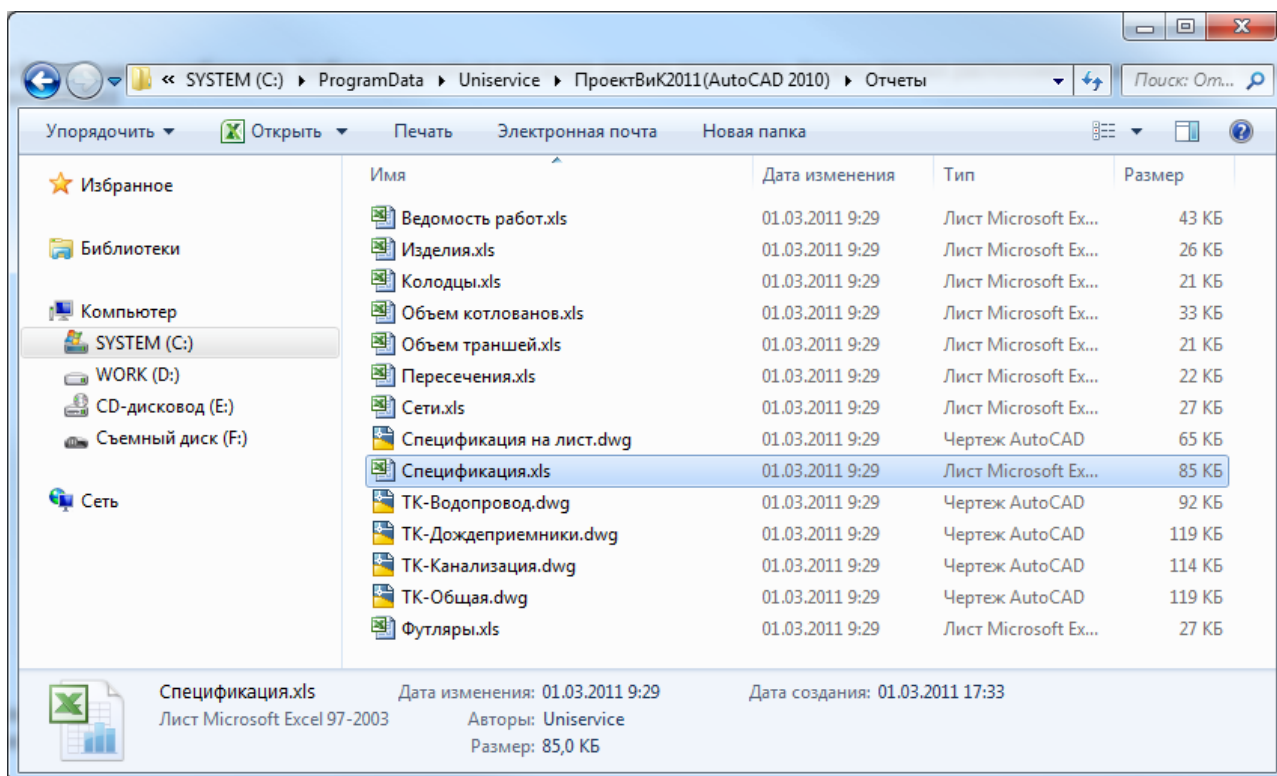 « SYSTEM (C:) ▸ ProgramData ▸ Uniservice ▸ ПроектВиК2011(AutoCAD 2010) ▸ Отчеты Поиск: От...
Упорядочить Открыть Печать Электронная почта Новая папка
Избранное
Библиотеки
Компьютер
SYSTEM (C:)
WORK (D:)
CD-дисковод (E:)
Съемный диск (F:)
Сеть
Имя Дата изменения Тип Размер
Ведомость работ.xls 01.03.2011 9:29 Лист Microsoft Ex... 43 КБ
Изделия.xls 01.03.2011 9:29 Лист Microsoft Ex... 26 КБ
Колодцы.xls 01.03.2011 9:29 Лист Microsoft Ex... 21 КБ
Объем котлованов.xls 01.03.2011 9:29 Лист Microsoft Ex... 33 КБ
Объем траншей.xls 01.03.2011 9:29 Лист Microsoft Ex... 21 КБ
Пересечения.xls 01.03.2011 9:29 Лист Microsoft Ex... 22 КБ
Сети.xls 01.03.2011 9:29 Лист Microsoft Ex... 27 КБ
Спецификация на лист.dwg 01.03.2011 9:29 Чертеж AutoCAD 65 КБ
Спецификация.xls 01.03.2011 9:29 Лист Microsoft Ex... 85 КБ
ТК-Водопровод.dwg 01.03.2011 9:29 Чертеж AutoCAD 92 КБ
ТК-Дождеприемники.dwg 01.03.2011 9:29 Чертеж AutoCAD 119 КБ
ТК-Канализация.dwg 01.03.2011 9:29 Чертеж AutoCAD 114 КБ
ТК-Общая.dwg 01.03.2011 9:29 Чертеж AutoCAD 119 КБ
Футляры.xls 01.03.2011 9:29 Лист Microsoft Ex... 27 КБ
Спецификация.xls Дата изменения: 01.03.2011 9:29 Дата создания: 01.03.2011 17:33
Лист Microsoft Excel 97-2003 Авторы: Uniservice
Размер: 85,0 КБ